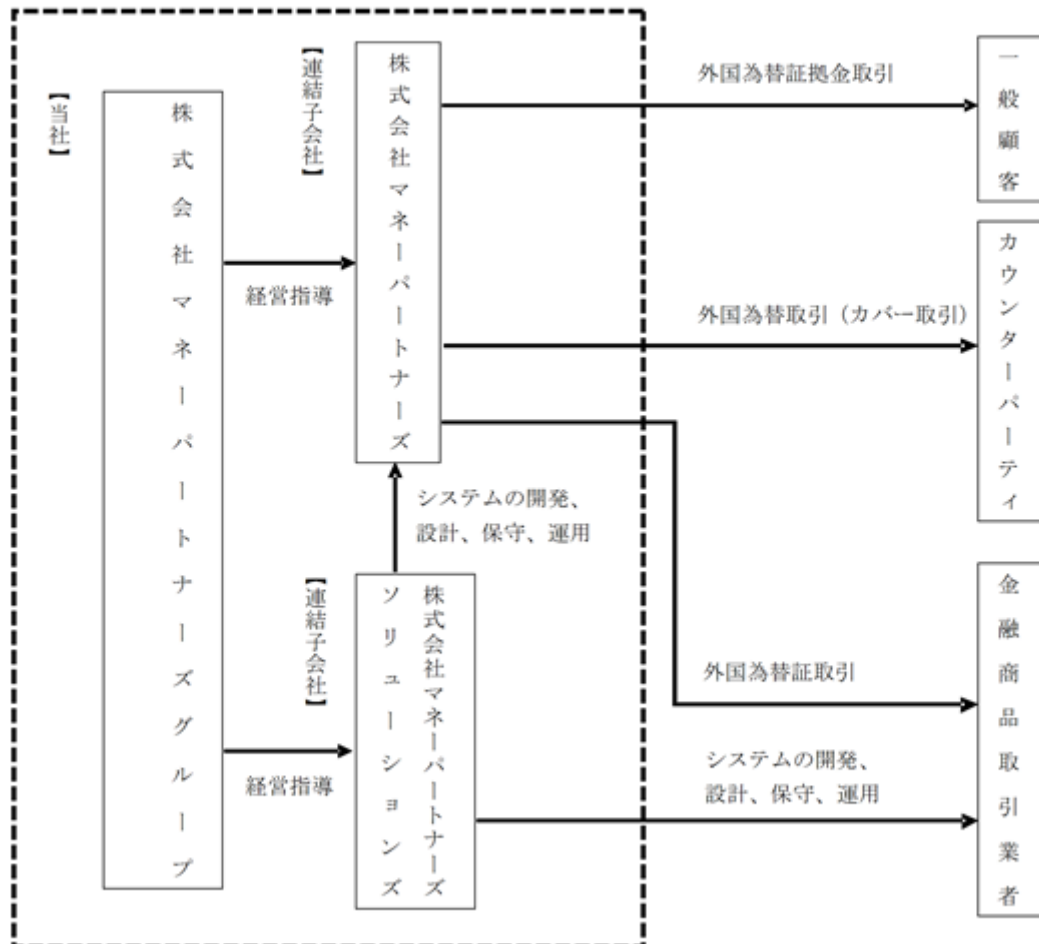 【当社】
株式会社マネーパートナーズグループ
経営指導
経営指導
【連結子会社】
株式会社マネーパートナーズ
システムの開発、
設計、保守、運用
【連結子会社】
株式会社マネーパートナーズ
ソリューションズ
外国為替証拠金取引
外国為替取引（カバー取引）
外国為替証取引
システムの開発、
設計、保守、運用
一般顧客
カウンターパーティ
金融商品取引業者